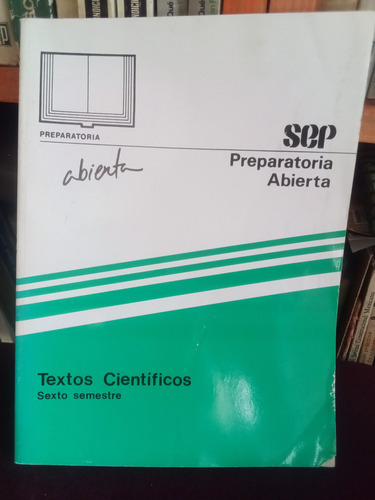 PREPARATORIA
abierta
sep
Preparatoria
Abierta
Textos Científicos
Sexto semestre